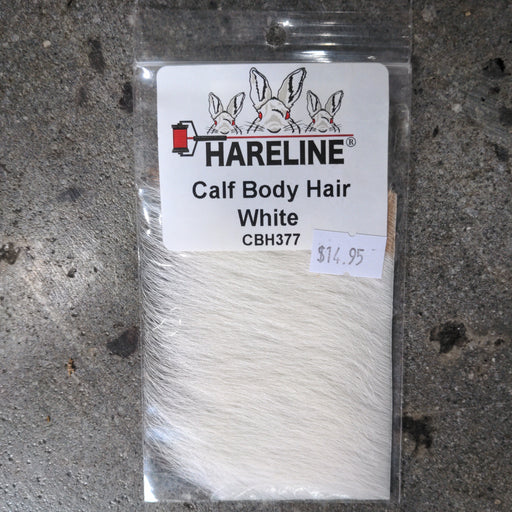 HARELINE®
Calf Body Hair
White
CBH377
$14.95